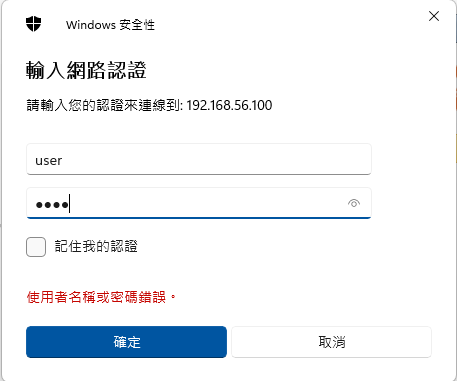 Windows 安全性
輸入網路認證
請輸入您的認證來連線到: 192.168.56.100
user
●●●●
記住我的認證
使用者名稱或密碼錯誤。
確定
取消